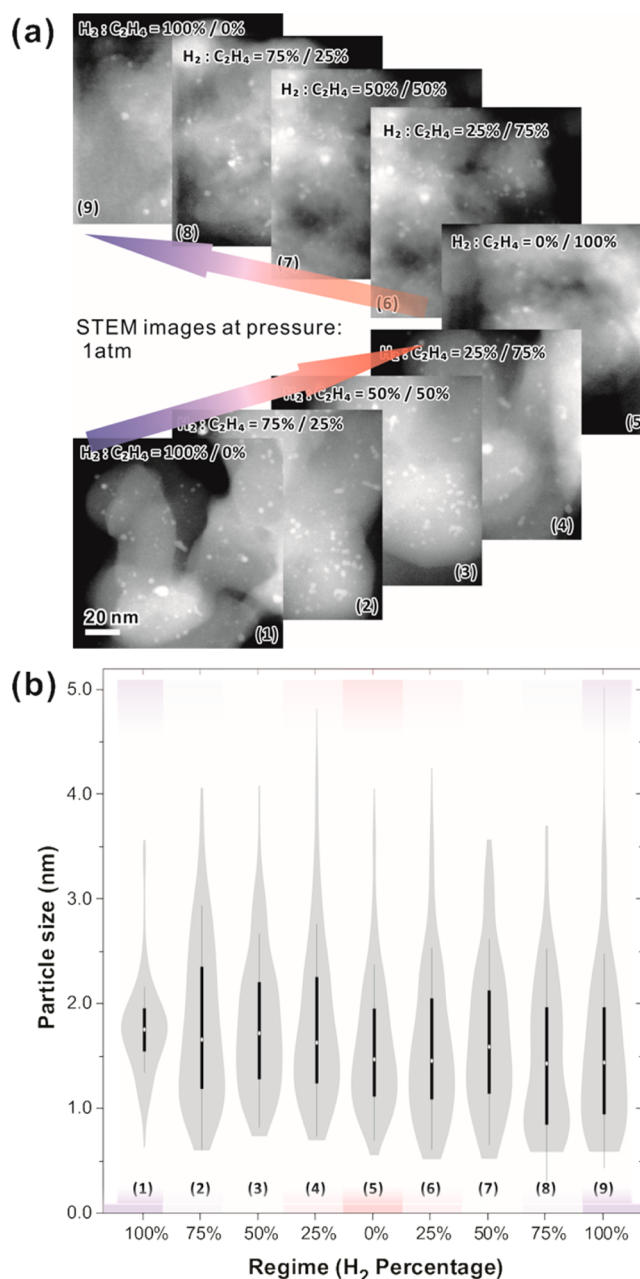 (a)
H₂ : C₂H₄ = 100% / 0%
H₂ : C₂H₄ = 75% / 25%
H₂ : C₂H₄ = 50% / 50%
H₂ : C₂H₄ = 25% / 75%
(9)
H₂ : C₂H₄ = 0% / 100%
(8)
(7)
(6)
STEM images at pressure:
1atm
H₂ : C₂H₄ = 25% / 75%
H₂ : C₂H₄ = 50% / 50%
H₂ : C₂H₄ = 75% / 25%
(5)
H₂ : C₂H₄ = 100% / 0%
(4)
(3)
20 nm
(2)
(1)
(b)
5.0
4.0
3.0
2.0
1.0
0.0
Particle size (nm)
(1) (2) (3) (4) (5) (6) (7) (8) (9)
100% 75% 50% 25% 0% 25% 50% 75% 100%
Regime (H₂ Percentage)